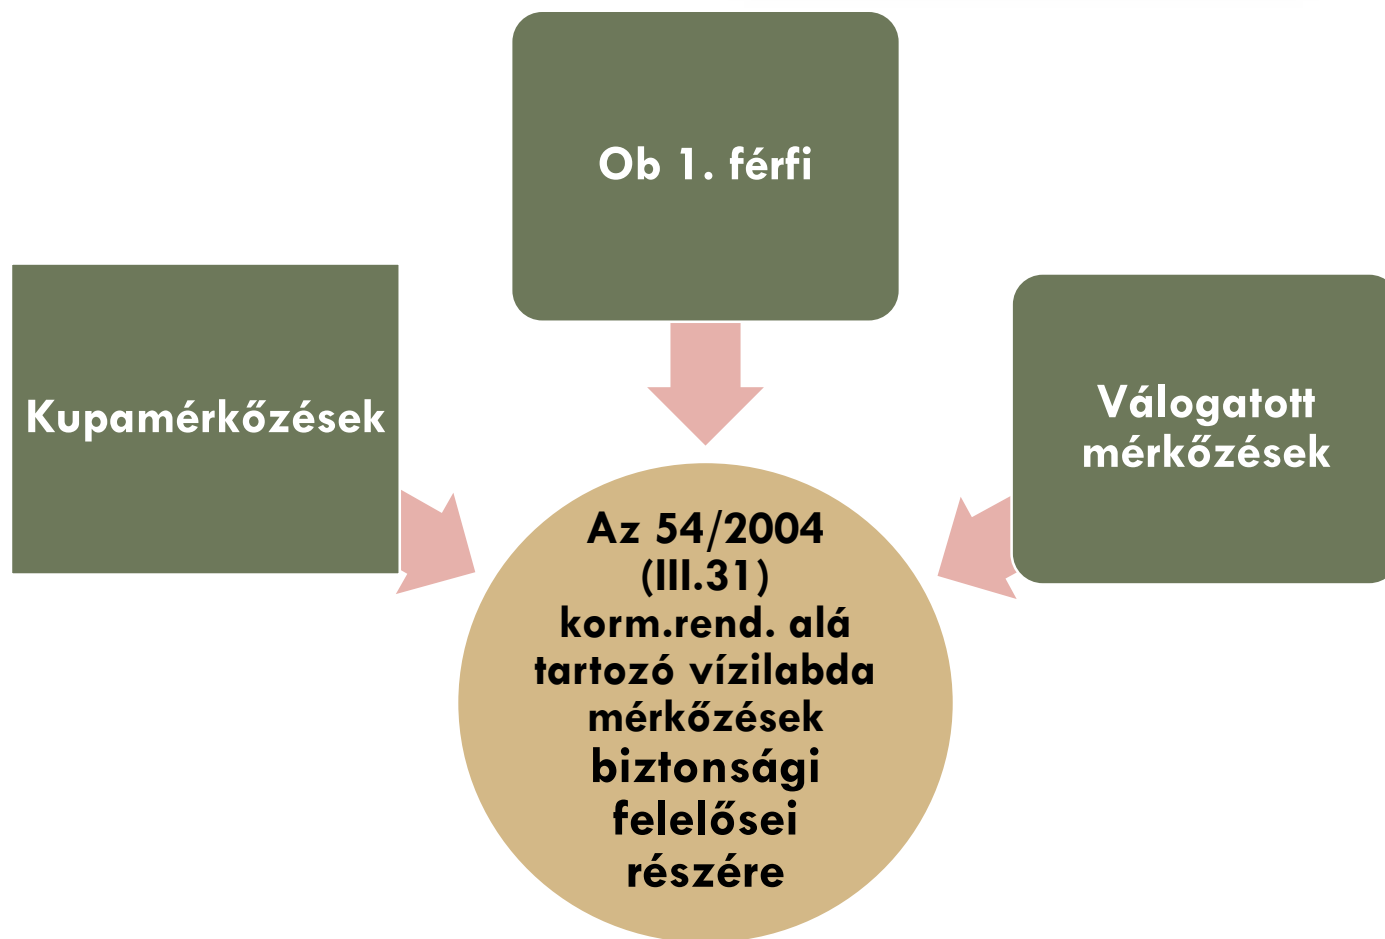 Ob 1. férfi
Kupamérkőzések
Válogatott
mérkőzések
Az 54/2004
(III.31)
korm.rend. alá
tartozó vízilabda
mérkőzések
biztonsági
felelősei
részére